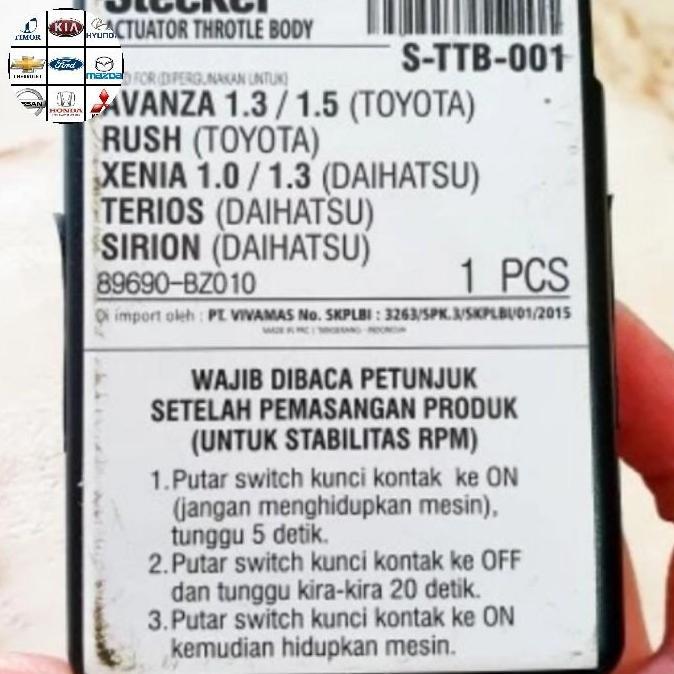 TIMOR KIA HYUNDAI
CHEVROLET Ford mazda
HONDA
Stecker
ACTUATOR THROTLE BODY
S-TTB-001
FOR (DIPERGUNAKAN UNTUK)
AVANZA 1.3 / 1.5 (TOYOTA)
RUSH (TOYOTA)
XENIA 1.0 / 1.3 (DAIHATSU)
TERIOS (DAIHATSU)
SIRION (DAIHATSU)
89690-BZ010 1 PCS
Di import oleh : PT. VIVAMAS No. SKPLBI : 3263/SPK.3/SKPLBI/01/2015
MADE IN PRC | TANGERANG - INDONESIA
WAJIB DIBACA PETUNJUK
SETELAH PEMASANGAN PRODUK
(UNTUK STABILITAS RPM)
1. Putar switch kunci kontak ke ON
(jangan menghidupkan mesin),
tunggu 5 detik.
2. Putar switch kunci kontak ke OFF
dan tunggu kira-kira 20 detik.
3. Putar switch kunci kontak ke ON
kemudian hidupkan mesin.